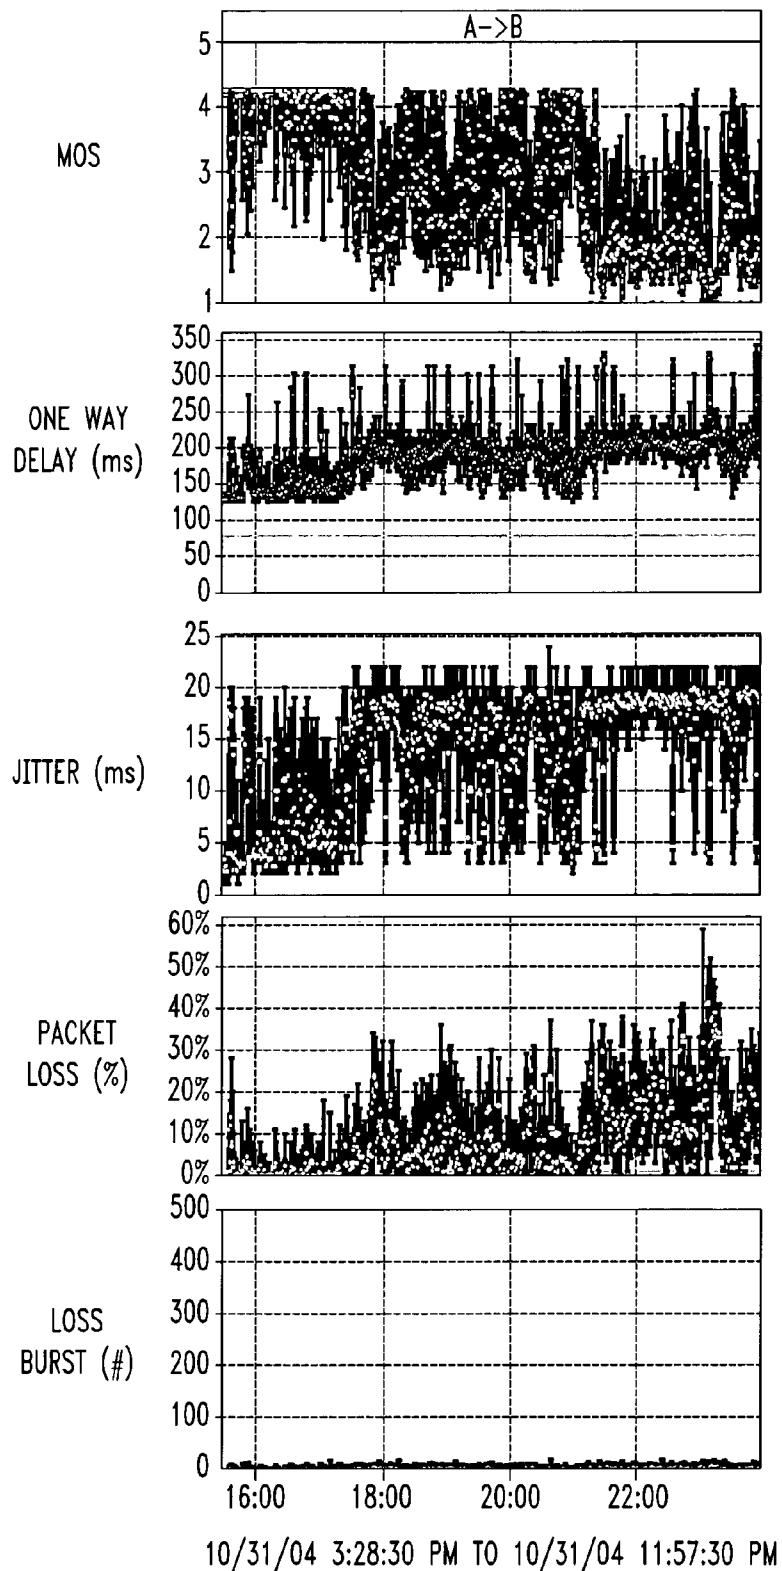 A->B
5
4
3
2
1
MOS
350
300
250
200
150
100
50
0
ONE WAY
DELAY (ms)
25
20
15
10
5
0
JITTER (ms)
60%
50%
40%
30%
20%
10%
0%
PACKET
LOSS (%)
500
400
300
200
100
0
LOSS
BURST (#)
16:00 18:00 20:00 22:00
10/31/04 3:28:30 PM TO 10/31/04 11:57:30 PM